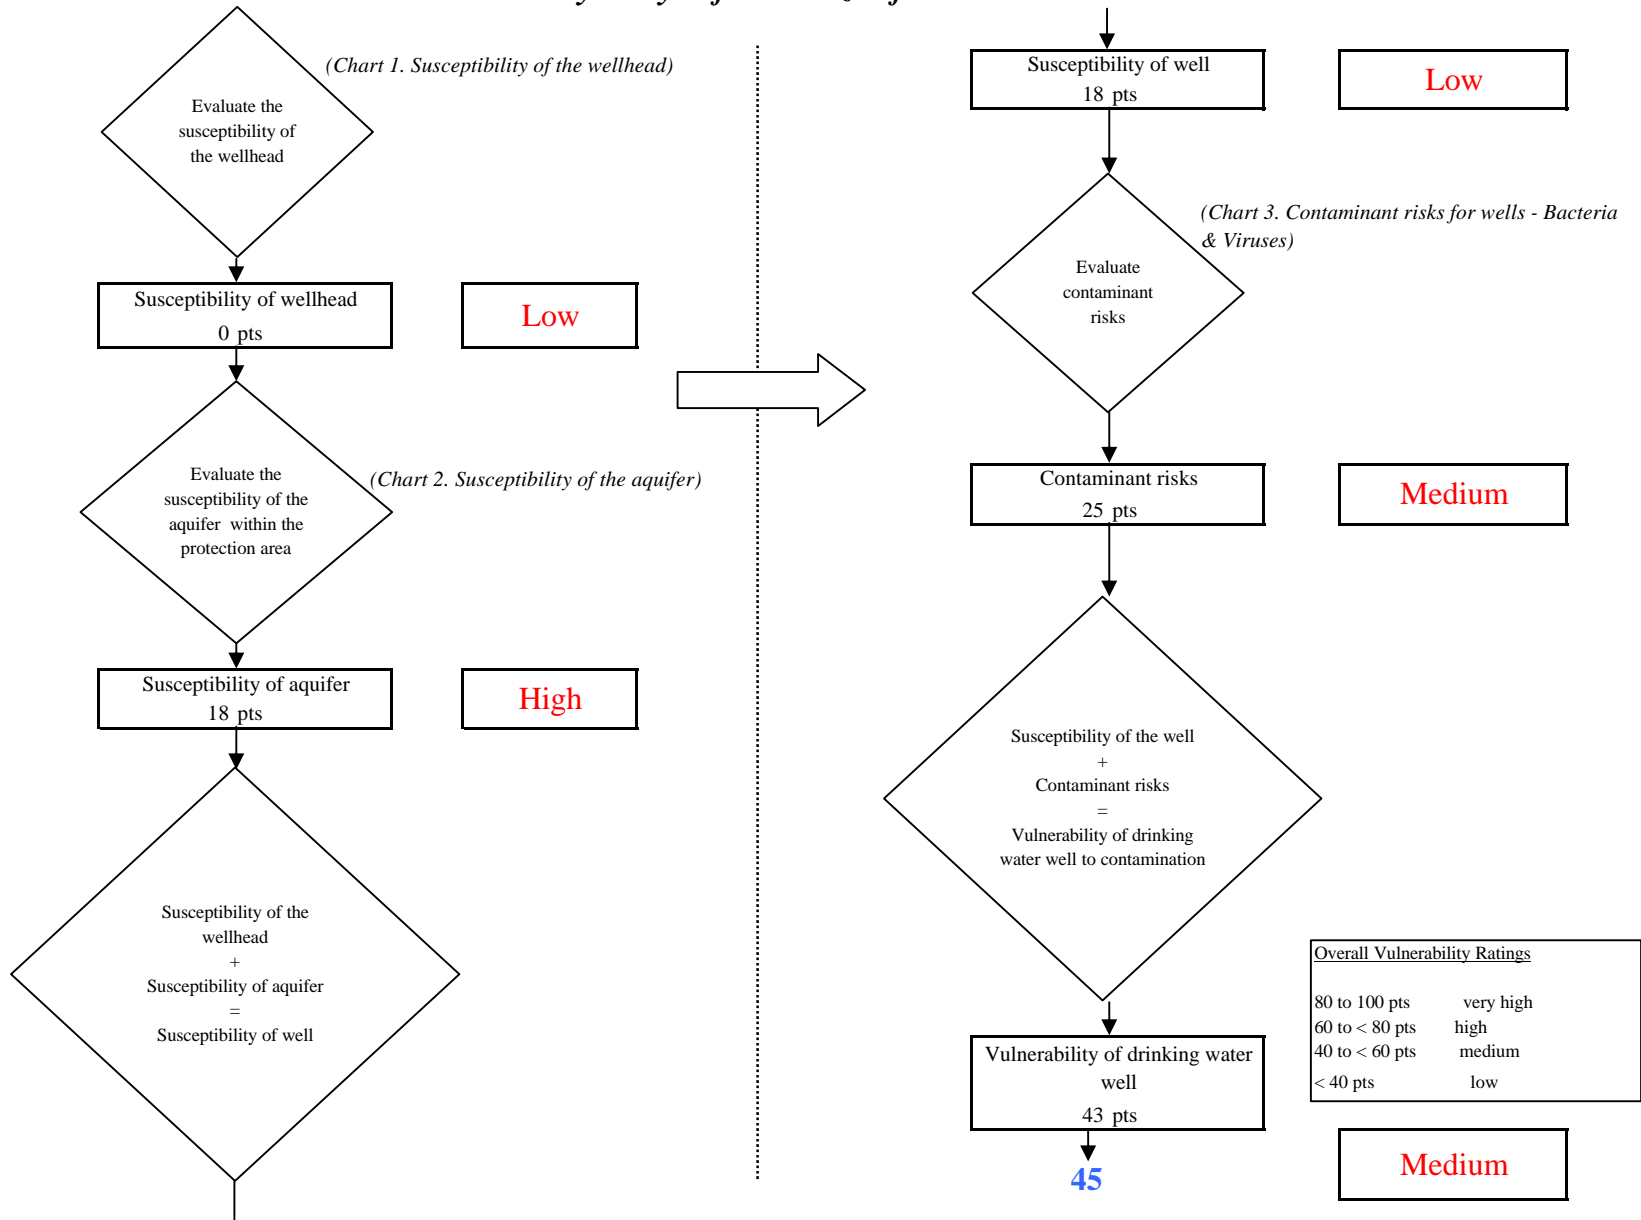 (Chart 1. Susceptibility of the wellhead)
Evaluate the
susceptibility of
the wellhead
Susceptibility of wellhead
0 pts
Low
Evaluate the
susceptibility of the
aquifer within the
protection area
(Chart 2. Susceptibility of the aquifer)
Susceptibility of aquifer
18 pts
High
Susceptibility of the
wellhead
+
Susceptibility of aquifer
=
Susceptibility of well
Susceptibility of well
18 pts
Low
(Chart 3. Contaminant risks for wells - Bacteria
& Viruses)
Evaluate
contaminant
risks
Contaminant risks
25 pts
Medium
Susceptibility of the well
+
Contaminant risks
=
Vulnerability of drinking
water well to contamination
Overall Vulnerability Ratings
80 to 100 pts very high
60 to < 80 pts high
40 to < 60 pts medium
< 40 pts low
Vulnerability of drinking water
well
43 pts
45
Medium